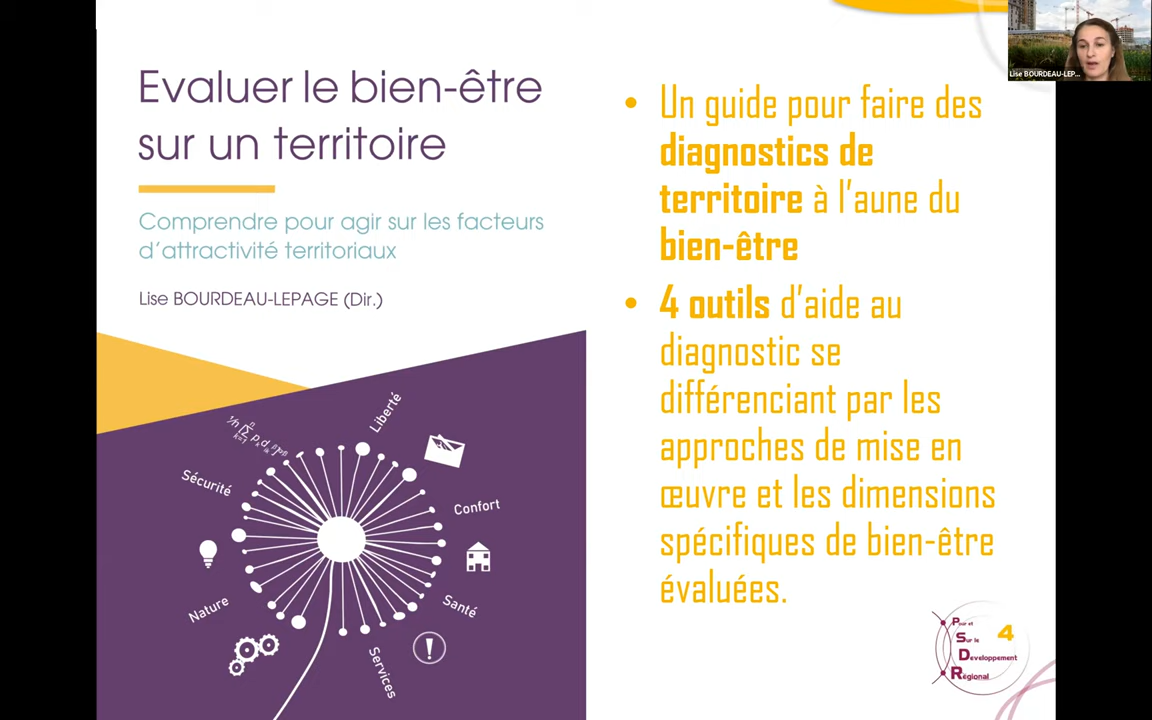 Evaluer le bien-être
sur un territoire
Comprendre pour agir sur les facteurs
d'attractivité territoriaux
Lise BOURDEAU-LEPAGE (Dir.)
Liberté
Sécurité
Confort
Nature
Santé
Services
• Un guide pour faire des
diagnostics de
territoire à l'aune du
bien-être
• 4 outils d'aide au
diagnostic se
différenciant par les
approches de mise en
œuvre et les dimensions
spécifiques de bien-être
évaluées.
Pour et
Sur le
Developpement
Régional
4
Lise BOURDEAU-LEP...